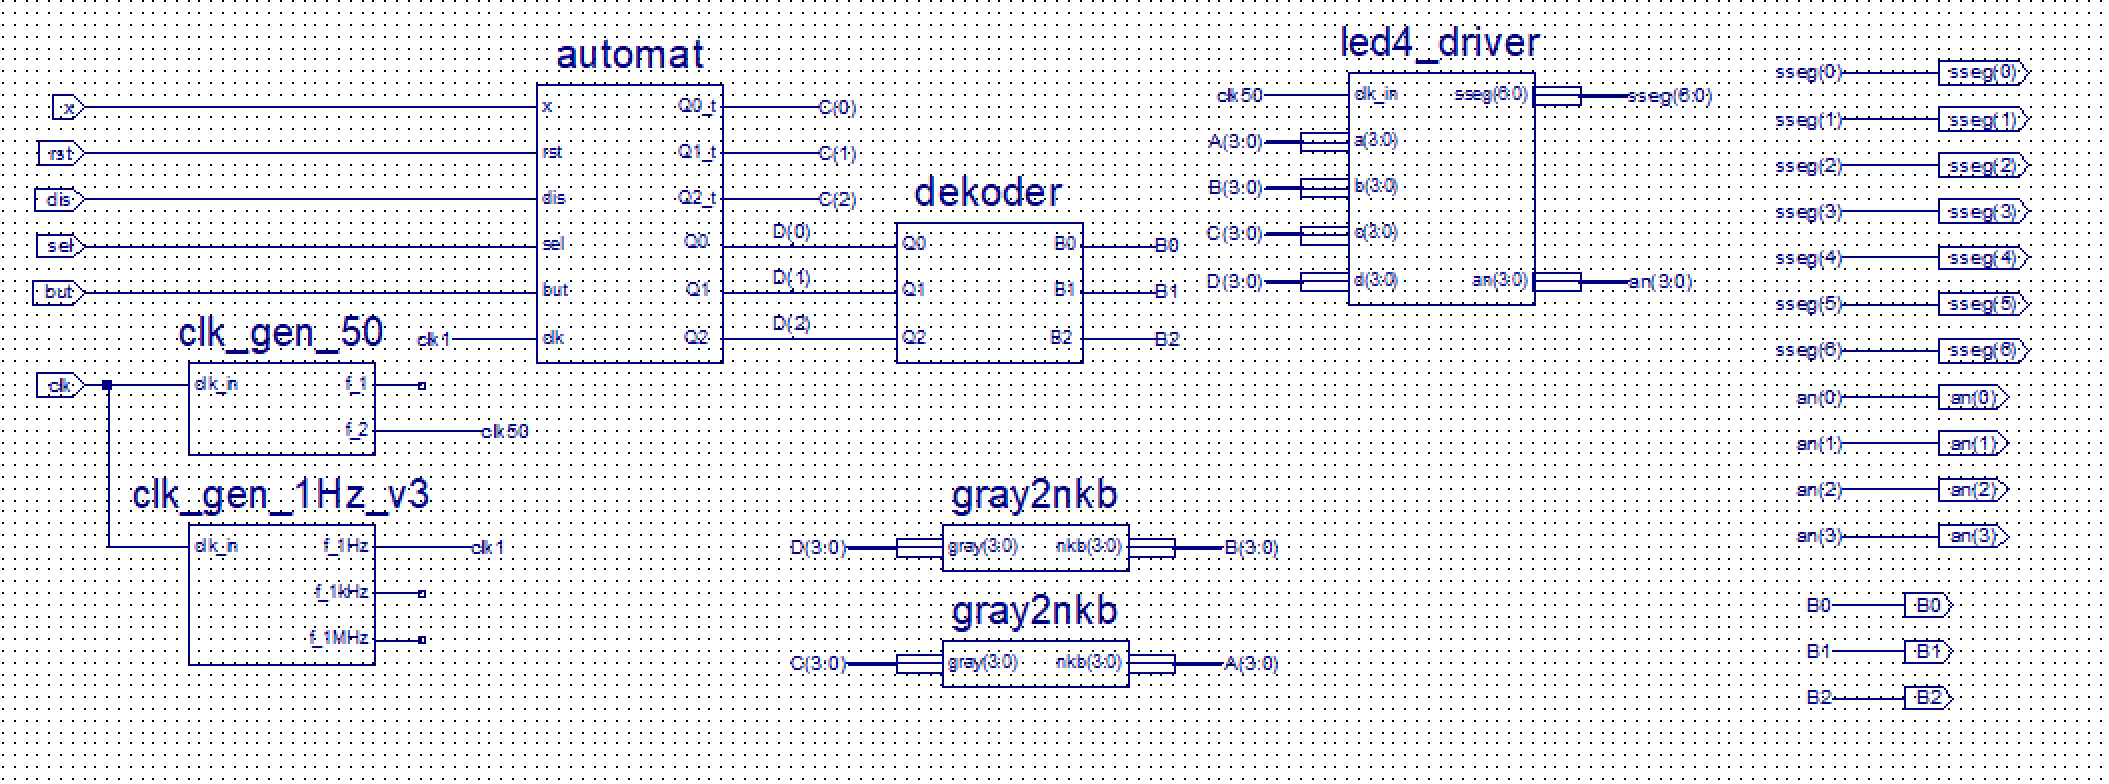 automat
x
rst
dis
sel
but
clk1
x
rst
dis
sel
but
clk
Q0_t
Q1_t
Q2_t
Q0
Q1
Q2
C(0)
C(1)
C(2)
D(0)
D(1)
D(2)
dekoder
Q0
Q1
Q2
B0
B1
B2
B0
B1
B2
led4_driver
clk50
A(3:0)
B(3:0)
C(3:0)
D(3:0)
clk_in
a(3:0)
b(3:0)
c(3:0)
d(3:0)
sseg(6:0)
an(3:0)
sseg(6:0)
an(3:0)
clk_gen_50
clk
clk_in
f_1
f_2
clk50
clk_gen_1Hz_v3
clk_in
f_1Hz
f_1kHz
f_1MHz
clk1
gray2nkb
D(3:0)
gray(3:0)
nkb(3:0)
B(3:0)
gray2nkb
C(3:0)
gray(3:0)
nkb(3:0)
A(3:0)
sseg(0) sseg(0)
sseg(1) sseg(1)
sseg(2) sseg(2)
sseg(3) sseg(3)
sseg(4) sseg(4)
sseg(5) sseg(5)
sseg(6) sseg(6)
an(0) an(0)
an(1) an(1)
an(2) an(2)
an(3) an(3)
B0 B0
B1 B1
B2 B2